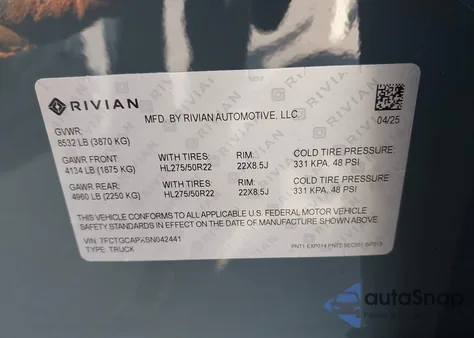 RIVIAN
MFD. BY RIVIAN AUTOMOTIVE, LLC.
04/25
GVWR:
8532 LB (3870 KG)
GAWR FRONT: WITH TIRES: RIM: COLD TIRE PRESSURE:
4134 LB (1875 KG) HL275/50R22 22X8.5J 331 KPA, 48 PSI
GAWR REAR: WITH TIRES: RIM: COLD TIRE PRESSURE:
4960 LB (2250 KG) HL275/50R22 22X8.5J 331 KPA, 48 PSI
THIS VEHICLE CONFORMS TO ALL APPLICABLE U.S. FEDERAL MOTOR VEHICLE
SAFETY STANDARDS IN EFFECT ON THE DATE OF MANUFACTURE SHOWN ABOVE.
VIN: 7FCTGCAPXSN042441
TYPE: TRUCK
autoSnap